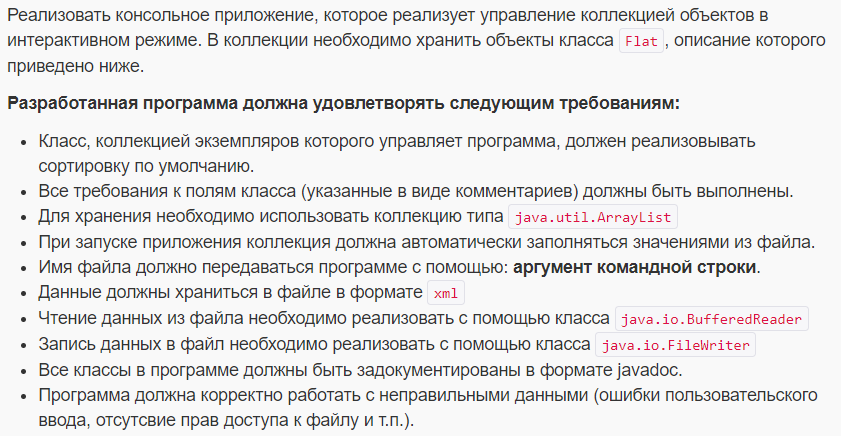 Реализовать консольное приложение, которое реализует управление коллекцией объектов в
интерактивном режиме. В коллекции необходимо хранить объекты класса Flat, описание которого
приведено ниже.
Разработанная программа должна удовлетворять следующим требованиям:
• Класс, коллекцией экземпляров которого управляет программа, должен реализовывать
сортировку по умолчанию.
• Все требования к полям класса (указанные в виде комментариев) должны быть выполнены.
• Для хранения необходимо использовать коллекцию типа java.util.ArrayList
• При запуске приложения коллекция должна автоматически заполняться значениями из файла.
• Имя файла должно передаваться программе с помощью: аргумент командной строки.
• Данные должны храниться в файле в формате xml
• Чтение данных из файла необходимо реализовать с помощью класса java.io.BufferedReader
• Запись данных в файл необходимо реализовать с помощью класса java.io.FileWriter
• Все классы в программе должны быть задокументированы в формате javadoc.
• Программа должна корректно работать с неправильными данными (ошибки пользовательского
ввода, отсутсвие прав доступа к файлу и т.п.).